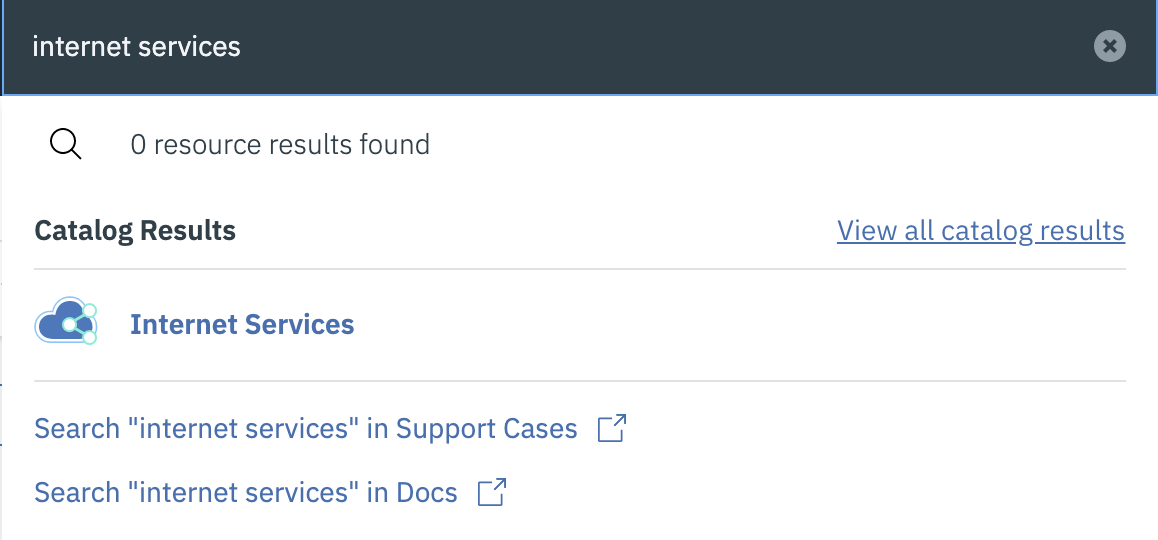 internet services
0 resource results found
Catalog Results View all catalog results
Internet Services
Search "internet services" in Support Cases
Search "internet services" in Docs